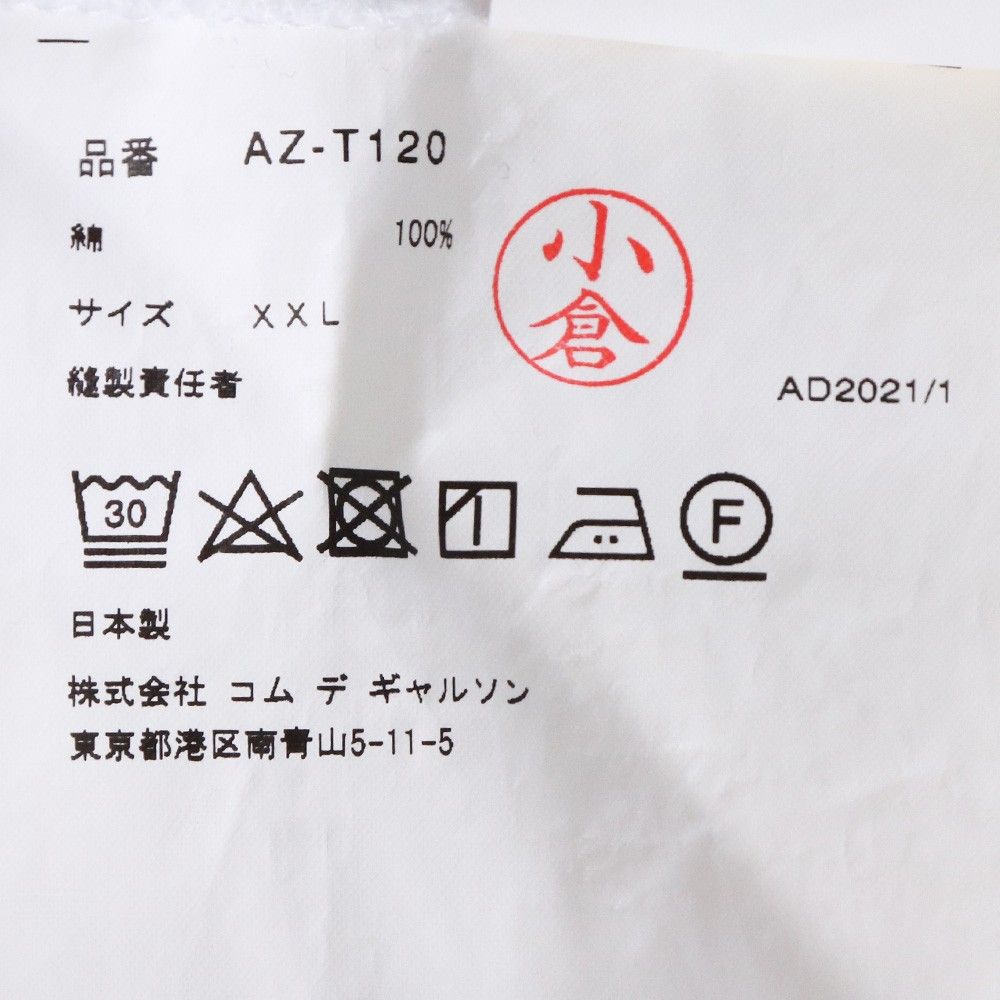 品番 AZ-T120
綿 100%
サイズ XXL
小倉
縫製責任者
AD2021/1
30
F
日本製
株式会社 コム デ ギャルソン
東京都港区南青山5-11-5